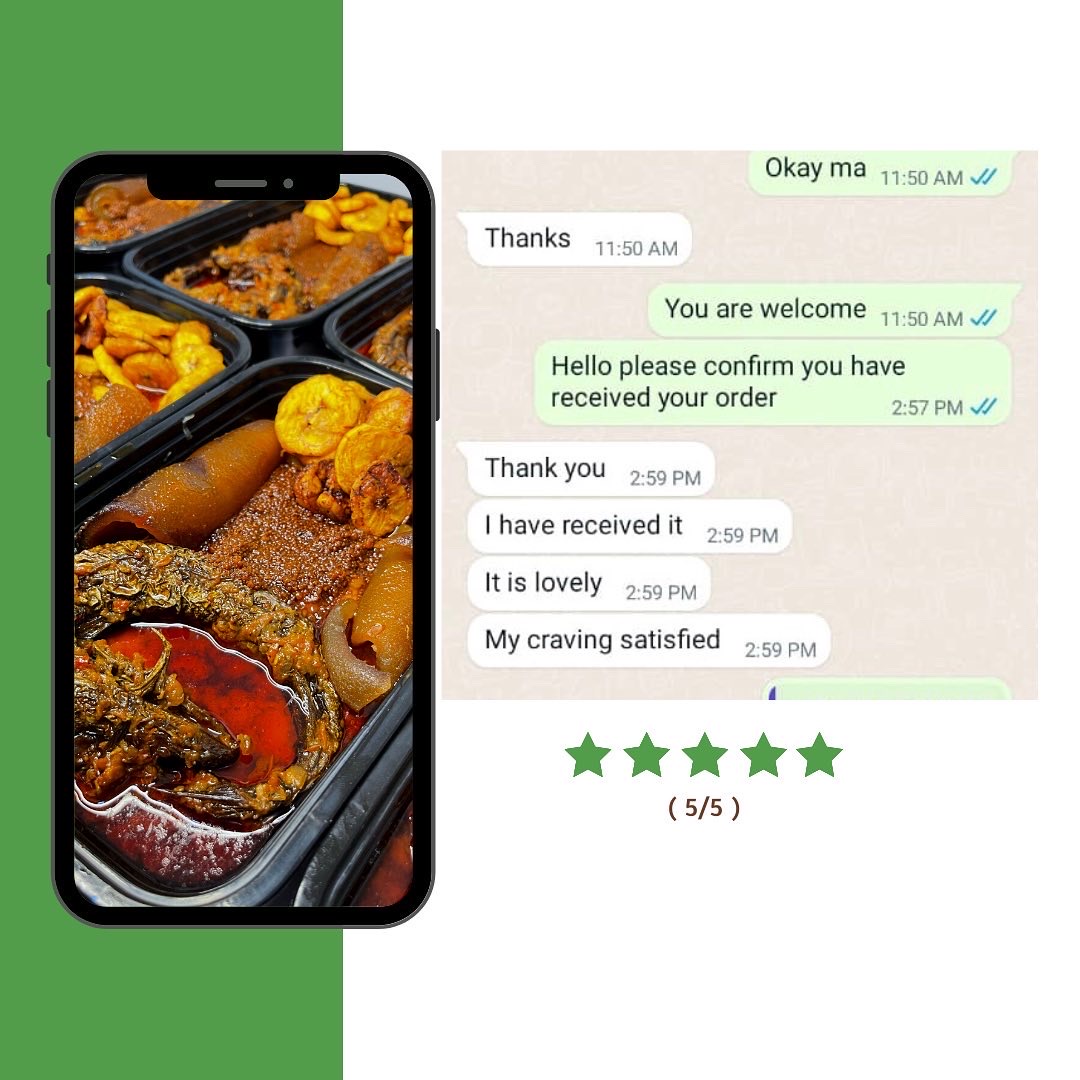 Okay ma 11:50 AM
Thanks 11:50 AM
You are welcome 11:50 AM
Hello please confirm you have
received your order 2:57 PM
Thank you 2:59 PM
I have received it 2:59 PM
It is lovely 2:59 PM
My craving satisfied 2:59 PM
( 5/5 )